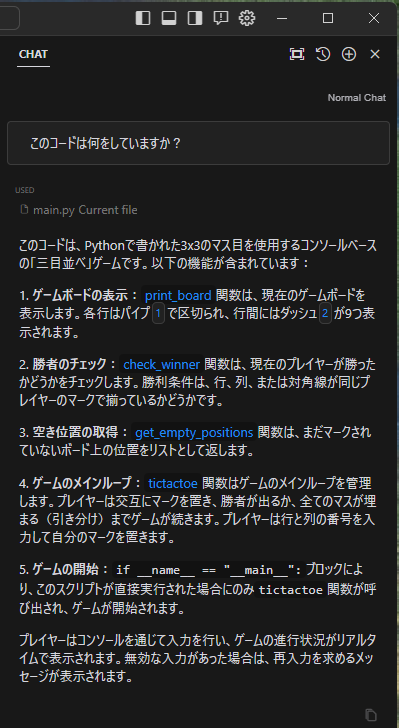 CHAT
Normal Chat
このコードは何をしていますか？
USED
main.py Current file
このコードは、Pythonで書かれた3x3のマス目を使用するコンソールベース
の「三目並べ」ゲームです。以下の機能が含まれています：
1. ゲームボードの表示： print_board 関数は、現在のゲームボードを
表示します。各行はパイプ 1 で区切られ、行間にはダッシュ 2 が9つ表
示されます。
2. 勝者のチェック： check_winner 関数は、現在のプレイヤーが勝った
かどうかをチェックします。勝利条件は、行、列、または対角線が同じプ
レイヤーのマークで揃っているかどうかです。
3. 空き位置の取得： get_empty_positions 関数は、まだマークされ
ていないボード上の位置をリストとして返します。
4. ゲームのメインループ： tictactoe 関数はゲームのメインループを管理
します。プレイヤーは交互にマークを置き、勝者が出るか、全てのマスが埋
まる（引き分け）までゲームが続きます。プレイヤーは行と列の番号を入
力して自分のマークを置きます。
5. ゲームの開始： if __name__ == "__main__": ブロックによ
り、このスクリプトが直接実行された場合にのみ tictactoe 関数が呼
び出され、ゲームが開始されます。
プレイヤーはコンソールを通じて入力を行い、ゲームの進行状況がリアルタ
イムで表示されます。無効な入力があった場合は、再入力を求めるメッ
セージが表示されます。